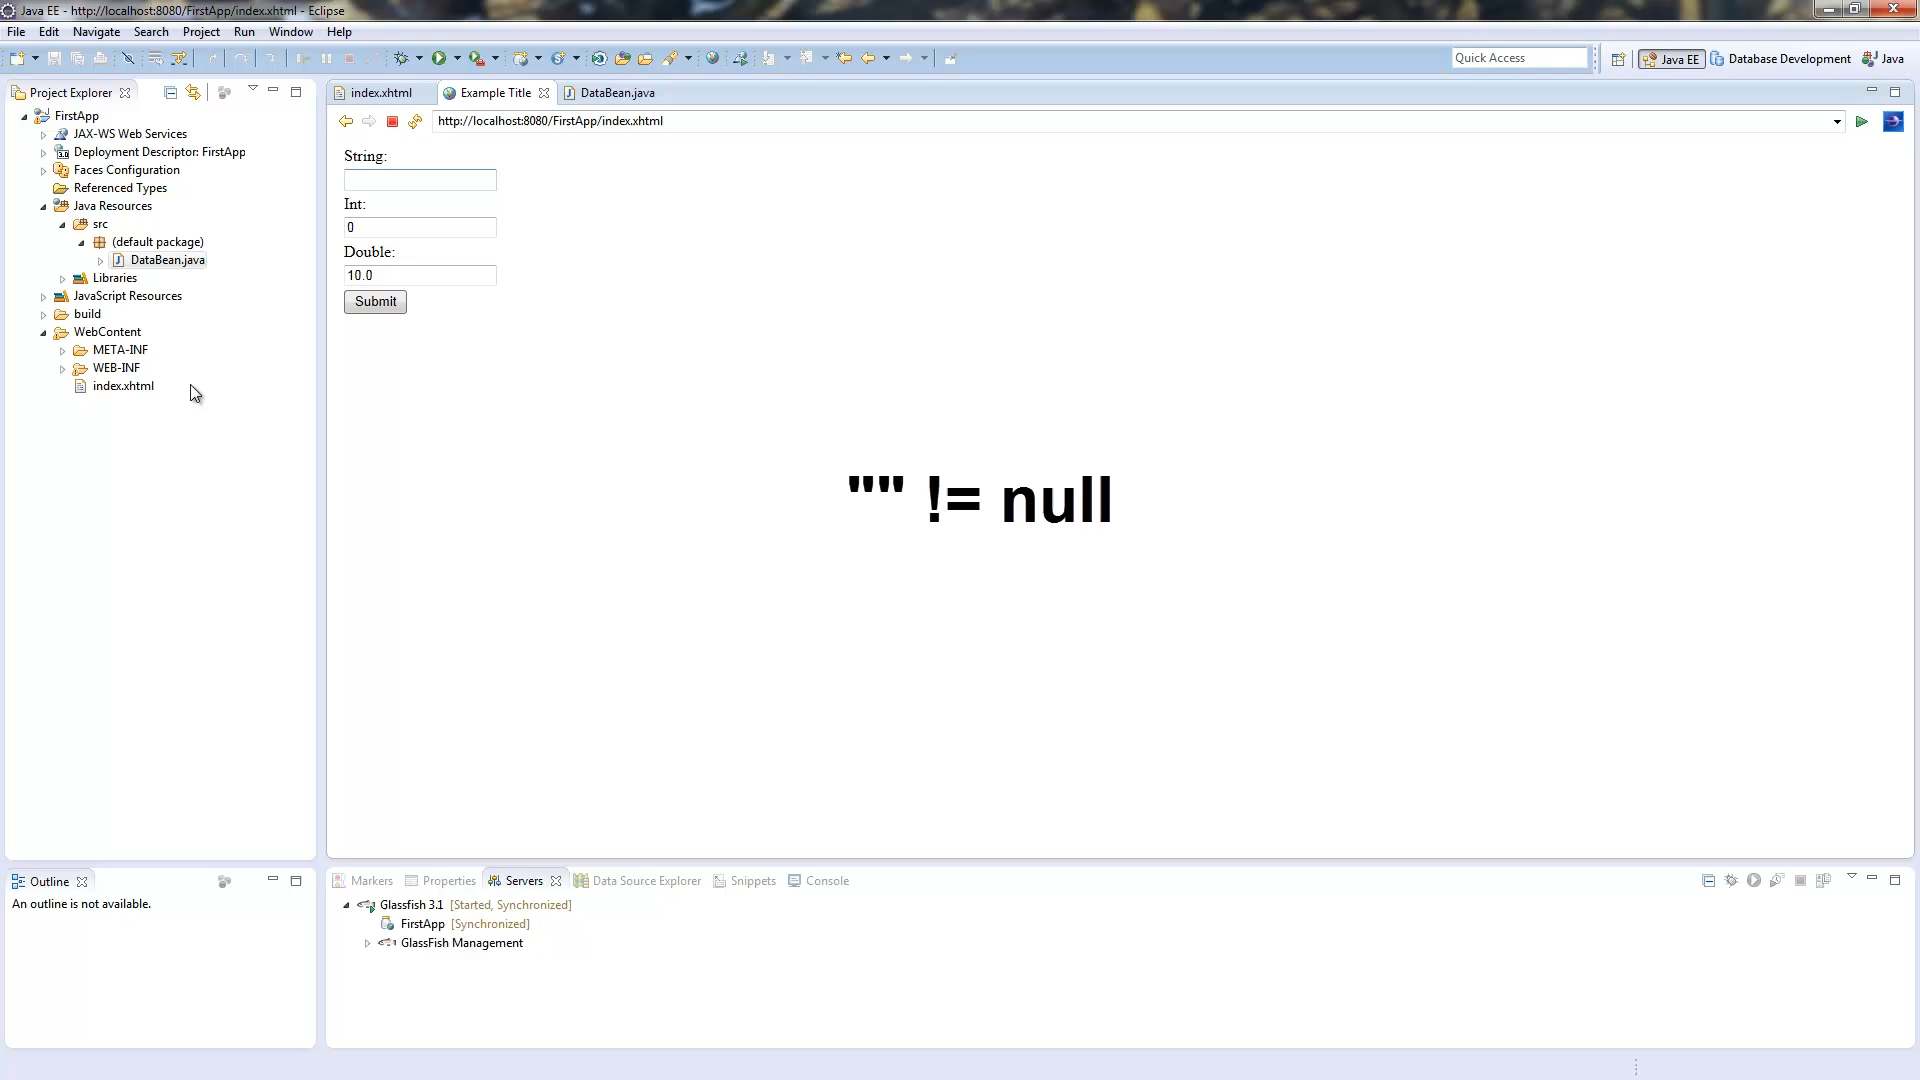 Java EE - http://localhost:8080/FirstApp/index.xhtml - Eclipse
File Edit Navigate Search Project Run Window Help
Quick Access
Java EE
Database Development
Java
Project Explorer
FirstApp
JAX-WS Web Services
Deployment Descriptor: FirstApp
Faces Configuration
Referenced Types
Java Resources
src
(default package)
DataBean.java
Libraries
JavaScript Resources
build
WebContent
META-INF
WEB-INF
index.xhtml
index.xhtml
Example Title
DataBean.java
http://localhost:8080/FirstApp/index.xhtml
String:
Int:
0
Double:
10.0
Submit
"" != null
Outline
An outline is not available.
Markers
Properties
Servers
Data Source Explorer
Snippets
Console
Glassfish 3.1 [Started, Synchronized]
FirstApp [Synchronized]
GlassFish Management